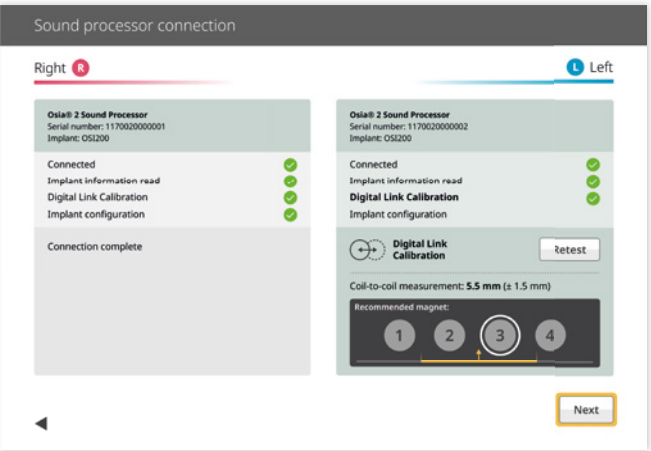 Sound processor connection
Right R
L Left
Osia® 2 Sound Processor
Serial number: 1170020000001
Implant: OSI200
Connected
Implant information read
Digital Link Calibration
Implant configuration
Connection complete
Osia® 2 Sound Processor
Serial number: 1170020000002
Implant: OSI200
Connected
Implant information read
Digital Link Calibration
Implant configuration
Digital Link
Calibration
Retest
Coil-to-coil measurement: 5.5 mm (± 1.5 mm)
Recommended magnet:
1 2 3 4
Next